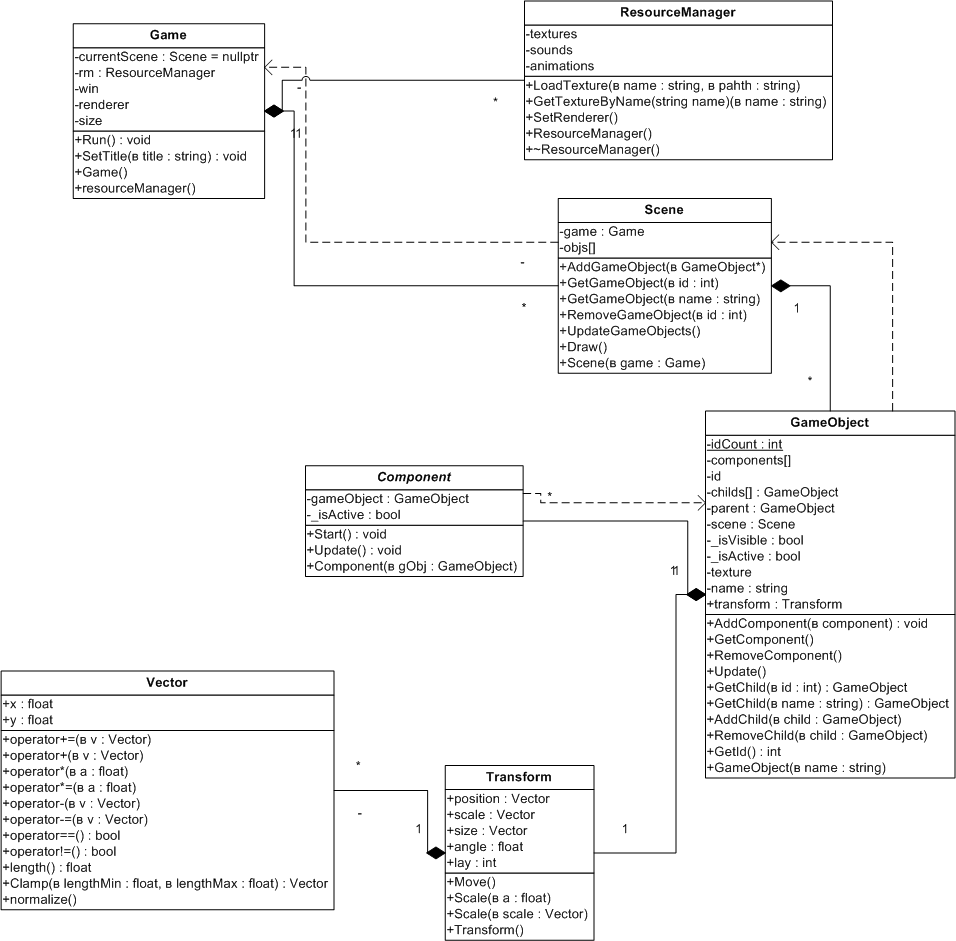 Game
-currentScene : Scene = nullptr
-rm : ResourceManager
-win
-renderer
-size
+Run() : void
+SetTitle(в title : string) : void
+Game()
+resourceManager()
ResourceManager
-textures
-sounds
-animations
+LoadTexture(в name : string, в pahth : string)
+GetTextureByName(string name)(в name : string)
+SetRenderer()
+ResourceManager()
+~ResourceManager()
-
*
11
Scene
-game : Game
-objs[]
+AddGameObject(в GameObject*)
+GetGameObject(в id : int)
+GetGameObject(в name : string)
+RemoveGameObject(в id : int)
+UpdateGameObjects()
+Draw()
+Scene(в game : Game)
-
*
1
*
GameObject
-idCount : int
-components[]
-id
-childs[] : GameObject
-parent : GameObject
-scene : Scene
-_isVisible : bool
-_isActive : bool
-texture
-name : string
+transform : Transform
+AddComponent(в component) : void
+GetComponent()
+RemoveComponent()
+Update()
+GetChild(в id : int) : GameObject
+GetChild(в name : string) : GameObject
+AddChild(в child : GameObject)
+RemoveChild(в child : GameObject)
+GetId() : int
+GameObject(в name : string)
Component
-gameObject : GameObject
-_isActive : bool
+Start() : void
+Update() : void
+Component(в gObj : GameObject)
*
11
Vector
+x : float
+y : float
+operator+=(в v : Vector)
+operator+(в v : Vector)
+operator*(в a : float)
+operator*=(в a : float)
+operator-(в v : Vector)
+operator-=(в v : Vector)
+operator==() : bool
+operator!=() : bool
+length() : float
+Clamp(в lengthMin : float, в lengthMax : float) : Vector
+normalize()
*
-
1
Transform
+position : Vector
+scale : Vector
+size : Vector
+angle : float
+lay : int
+Move()
+Scale(в a : float)
+Scale(в scale : Vector)
+Transform()
1